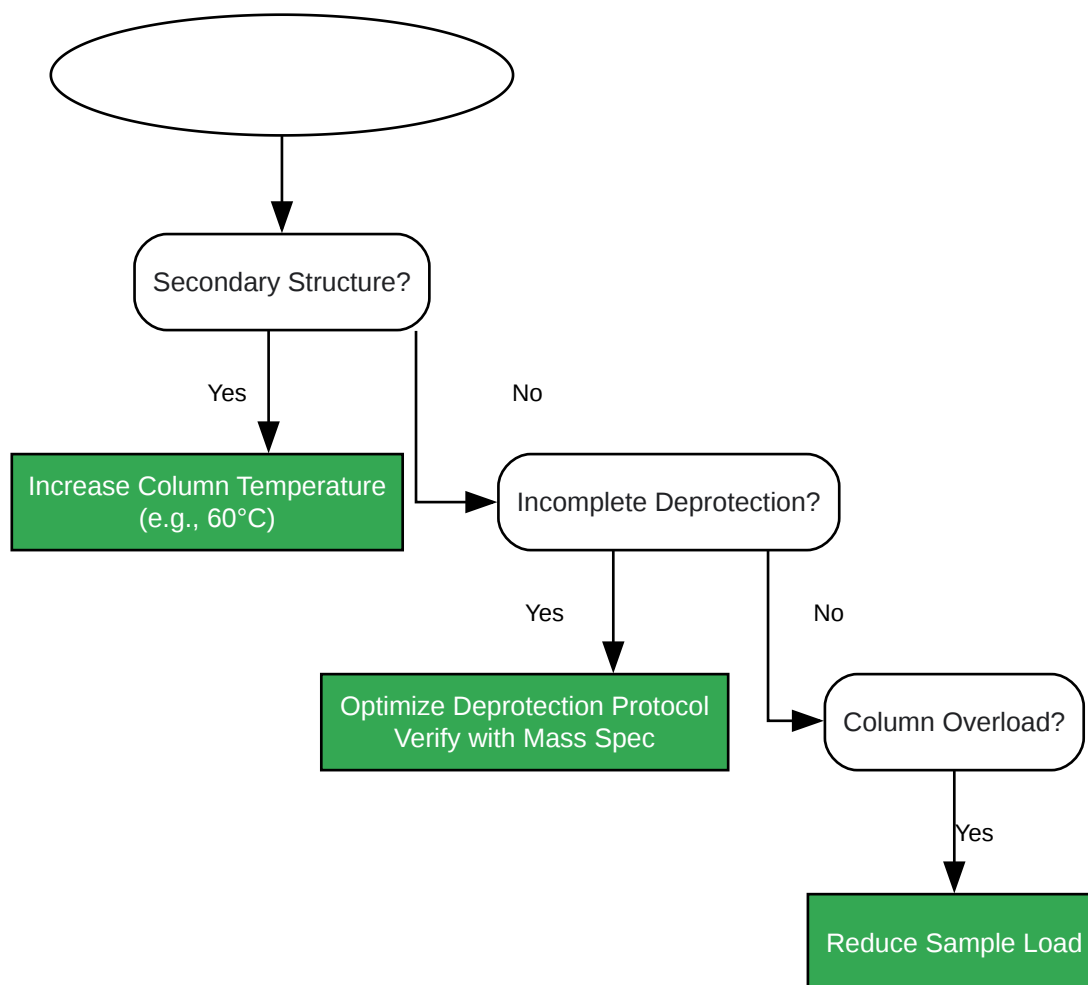 Secondary Structure?
Yes
No
Increase Column Temperature
(e.g., 60°C)
Incomplete Deprotection?
Yes
No
Optimize Deprotection Protocol
Verify with Mass Spec
Column Overload?
Yes
Reduce Sample Load